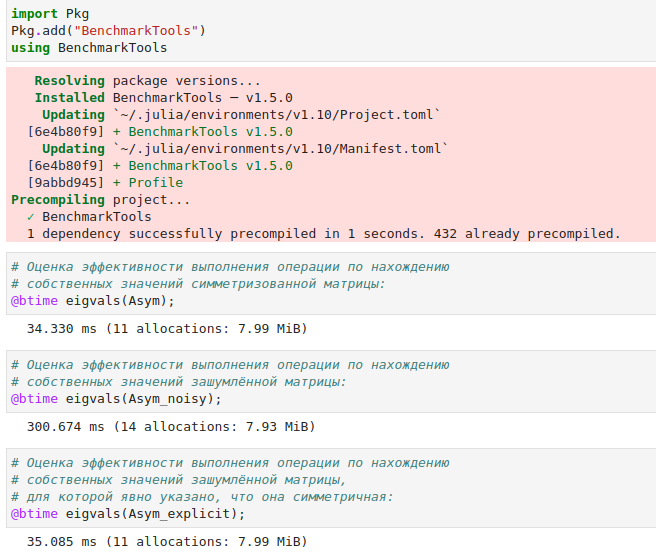 import Pkg
Pkg.add("BenchmarkTools")
using BenchmarkTools
Resolving package versions...
Installed BenchmarkTools ─ v1.5.0
Updating `~/.julia/environments/v1.10/Project.toml`
[6e4b80f9] + BenchmarkTools v1.5.0
Updating `~/.julia/environments/v1.10/Manifest.toml`
[6e4b80f9] + BenchmarkTools v1.5.0
[9abbd945] + Profile
Precompiling project...
✓ BenchmarkTools
1 dependency successfully precompiled in 1 seconds. 432 already precompiled.
# Оценка эффективности выполнения операции по нахождению
# собственных значений симметризованной матрицы:
@btime eigvals(Asym);
34.330 ms (11 allocations: 7.99 MiB)
# Оценка эффективности выполнения операции по нахождению
# собственных значений зашумлённой матрицы:
@btime eigvals(Asym_noisy);
300.674 ms (14 allocations: 7.93 MiB)
# Оценка эффективности выполнения операции по нахождению
# собственных значений зашумлённой матрицы,
# для которой явно указано, что она симметричная:
@btime eigvals(Asym_explicit);
35.085 ms (11 allocations: 7.99 MiB)